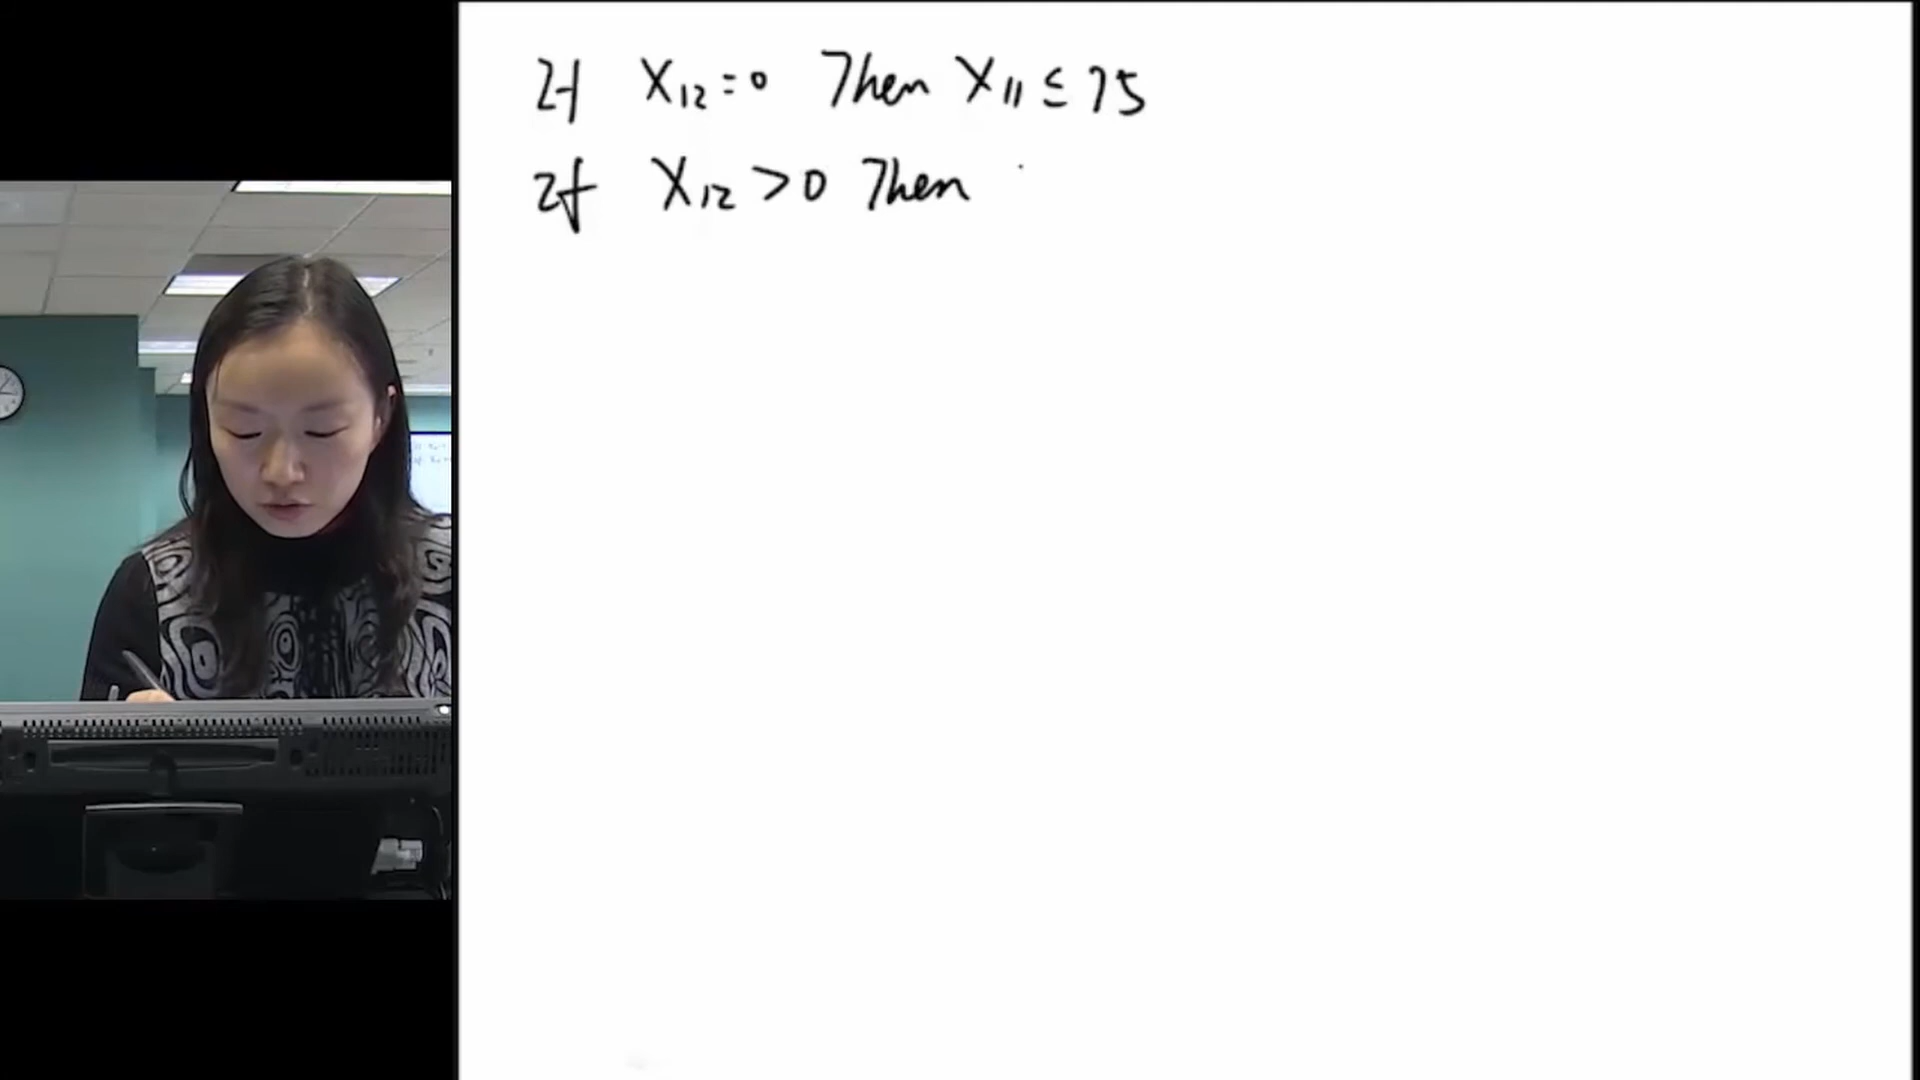 If X₁₂ = 0 Then X₁₁ ≤ 75
If X₁₂ > 0 Then